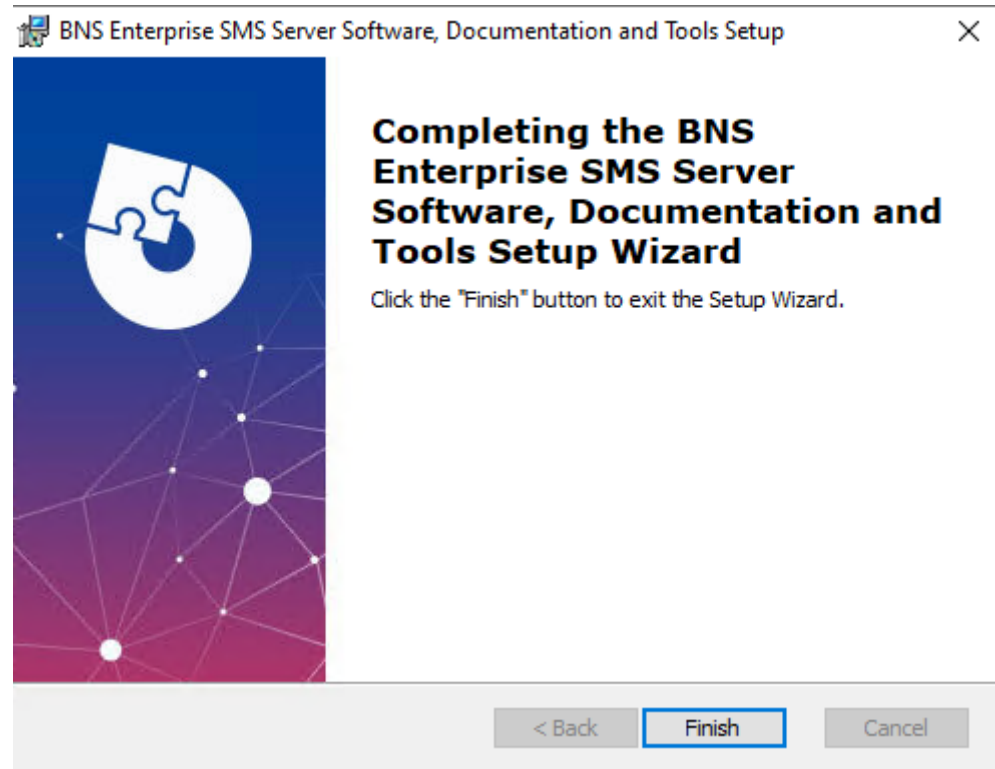 BNS Enterprise SMS Server Software, Documentation and Tools Setup
Completing the BNS
Enterprise SMS Server
Software, Documentation and
Tools Setup Wizard
Click the "Finish" button to exit the Setup Wizard.
< Back
Finish
Cancel